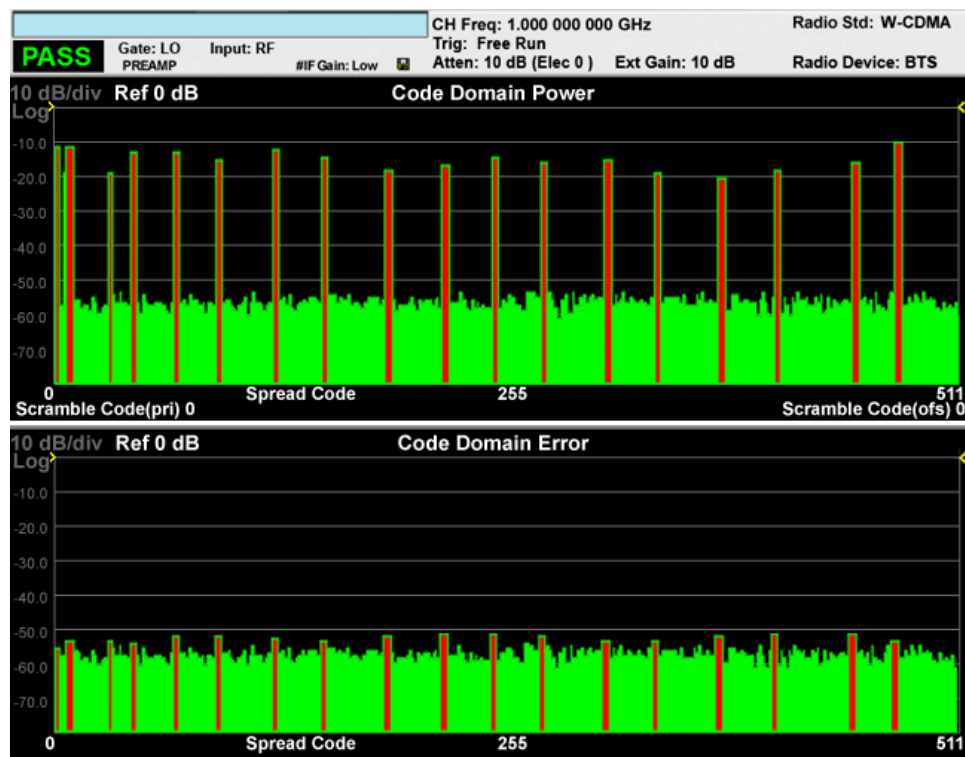 CH Freq: 1.000 000 000 GHz Radio Std: W-CDMA
PASS Gate: LO Input: RF Trig: Free Run
PREAMP #IF Gain: Low Atten: 10 dB (Elec 0 ) Ext Gain: 10 dB Radio Device: BTS
10 dB/div Ref 0 dB Code Domain Power
Log
-10.0
-20.0
-30.0
-40.0
-50.0
-60.0
-70.0
0 Spread Code 255 511
Scramble Code(pri) 0 Scramble Code(ofs) 0
10 dB/div Ref 0 dB Code Domain Error
Log
-10.0
-20.0
-30.0
-40.0
-50.0
-60.0
-70.0
0 Spread Code 255 511